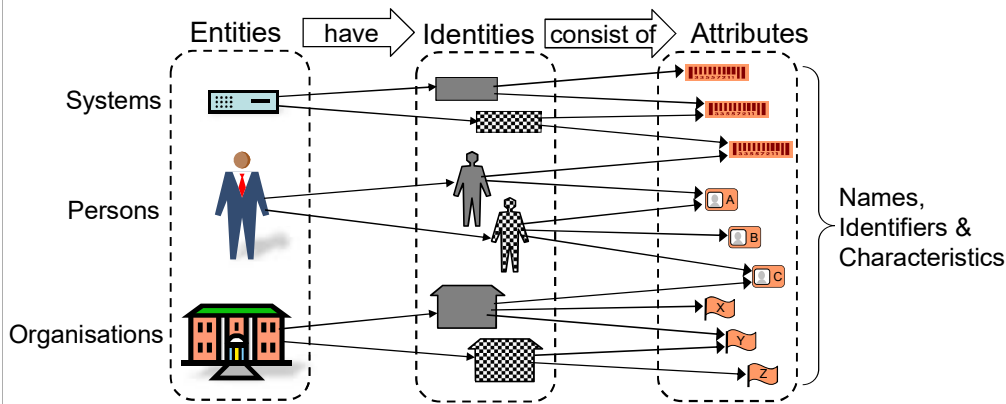 Entities
have
Identities
consist of
Attributes
Systems
Persons
Organisations
A
B
C
X
Y
Z
Names,
Identifiers &
Characteristics